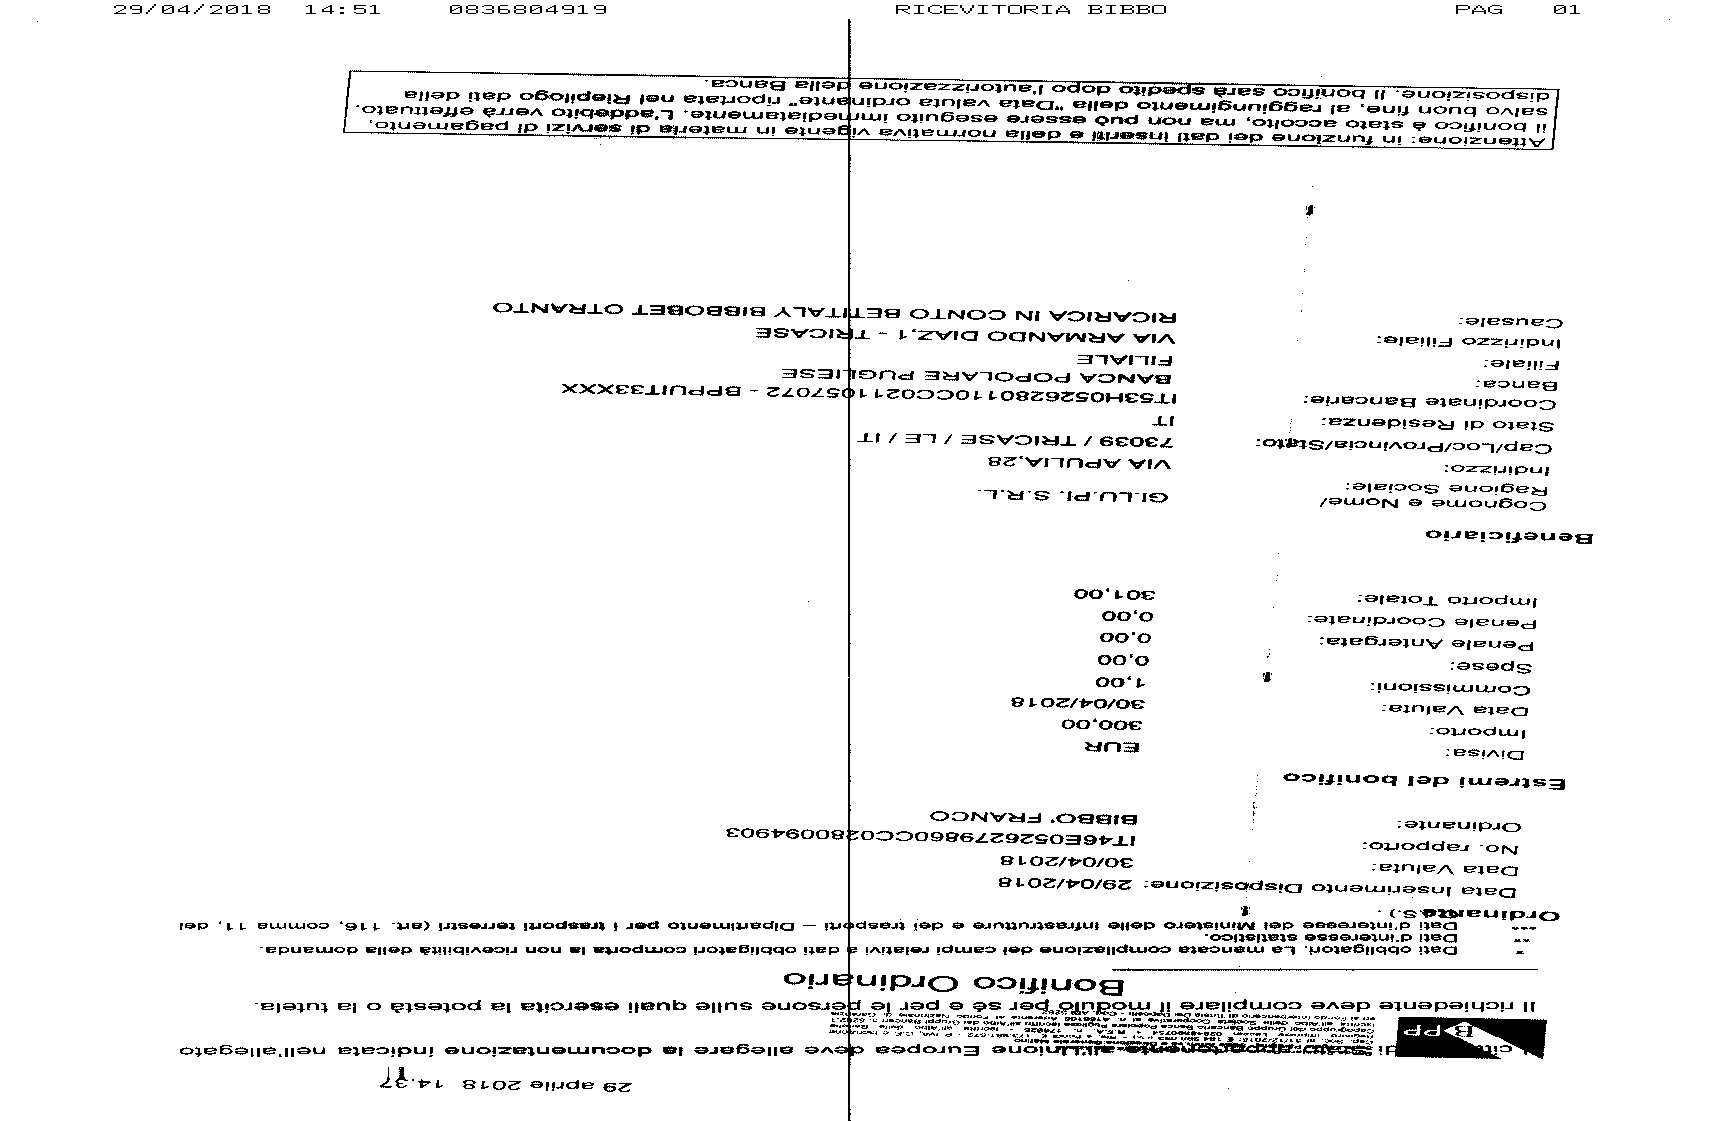 29/04/2018 14:51 0836804919 RICEVITORIA BIBBO PAG 01
29 aprile 2018 14.37
di Stato appartenente all'Unione Europea deve allegare la documentazione indicata nell'allegato
BPP
Il richiedente deve compilare il modulo per sé e per le persone sulle quali esercita la potestà o la tutela.
Bonifico Ordinario
* Dati obbligatori. La mancata compilazione dei campi relativi a dati obbligatori comporta la non ricevibilità della domanda.
** Dati d'interesse statistico.
*** Dati d'interesse del Ministero delle infrastrutture e dei trasporti – Dipartimento per i trasporti terrestri (art. 116, comma 11, del
Ordinante
Data Inserimento Disposizione: 29/04/2018
Data Valuta: 30/04/2018
No. rapporto: IT46E0526279860CC0280094903
Ordinante: BIBBO' FRANCO
Estremi del bonifico
Divisa: EUR
Importo: 300,00
Data Valuta: 30/04/2018
Commissioni: 1,00
Spese: 0,00
Penale Antergata: 0,00
Penale Coordinate: 0,00
Importo Totale: 301,00
Beneficiario
Cognome e Nome/
Ragione Sociale: GI.LU.PI. S.R.L.
Indirizzo: VIA APULIA,28
Cap/Loc/Provincia/Stato: 73039 / TRICASE / LE / IT
Stato di Residenza: IT
Coordinate Bancarie: IT53H0526280110CC0211057072 - BPPUIT33XXX
Banca: BANCA POPOLARE PUGLIESE
Filiale: FILIALE
Indirizzo Filiale: VIA ARMANDO DIAZ,1 - TRICASE
Causale: RICARICA IN CONTO BETITALY BIBBOBET OTRANTO
Attenzione: in funzione dei dati inseriti e della normativa vigente in materia di servizi di pagamento,
il bonifico è stato accolto, ma non può essere eseguito immediatamente. L'addebito verrà effettuato,
salvo buon fine, al raggiungimento della "Data valuta ordinante" riportata nel Riepilogo dati della
disposizione. Il bonifico sarà spedito dopo l'autorizzazione della Banca.